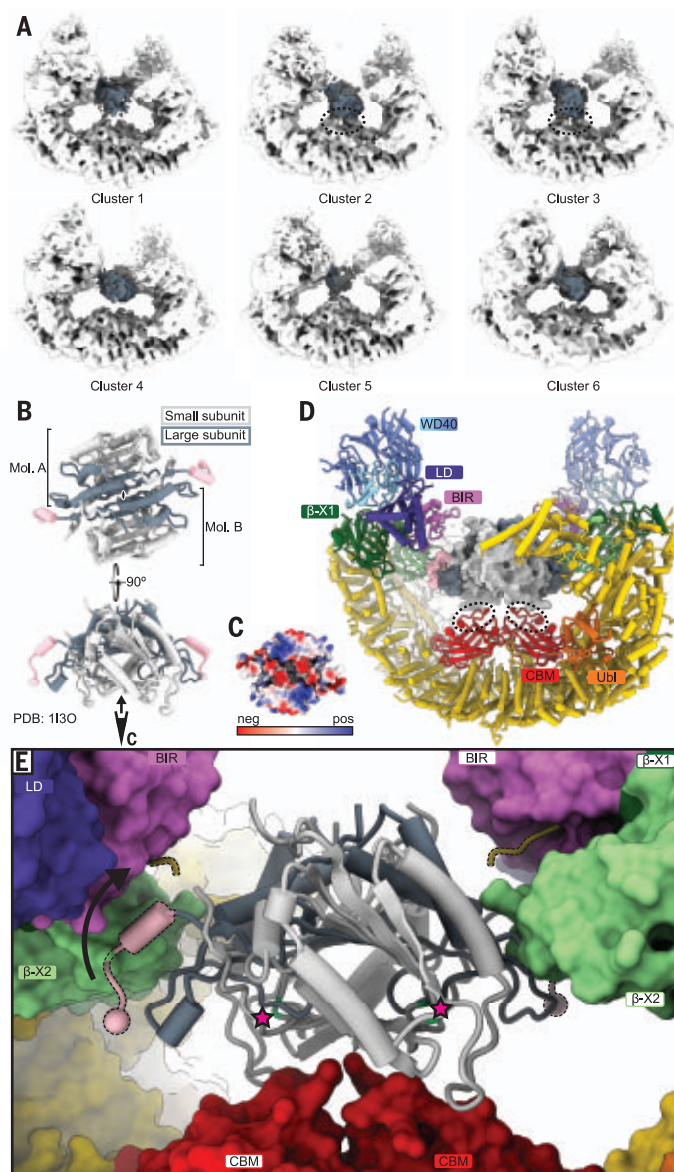 A
Cluster 1
Cluster 2
Cluster 3
Cluster 4
Cluster 5
Cluster 6
B
Small subunit
Large subunit
Mol. A
Mol. B
90º
PDB: 1I3O
C
C
neg
pos
D
WD40
LD
BIR
β-X1
CBM
Ubl
E
BIR
BIR
β-X1
LD
β-X2
β-X2
CBM
CBM